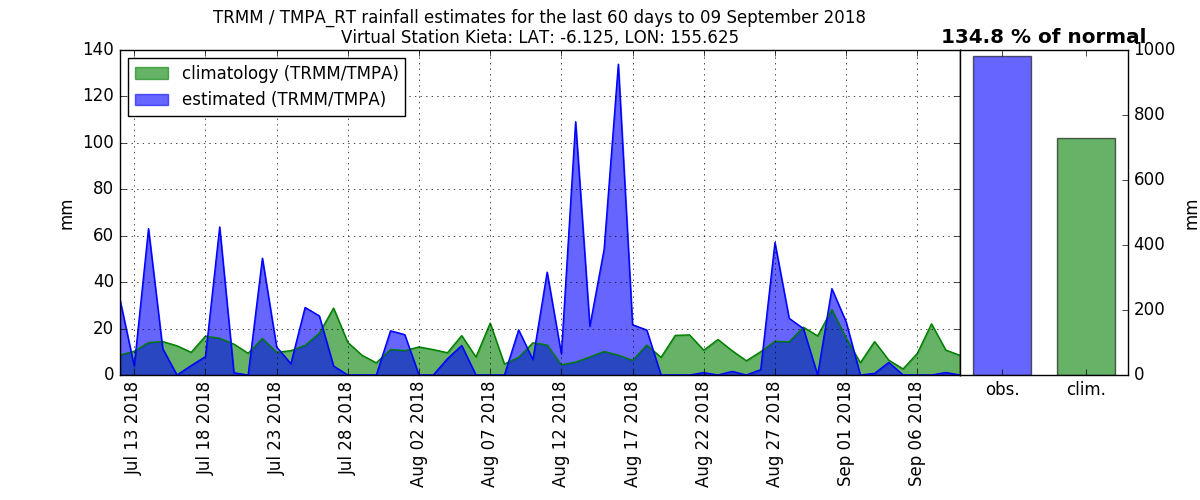 TRMM / TMPA_RT rainfall estimates for the last 60 days to 09 September 2018
Virtual Station Kieta: LAT: -6.125, LON: 155.625
134.8 % of normal
climatology (TRMM/TMPA)
estimated (TRMM/TMPA)
mm
140
120
100
80
60
40
20
0
Jul 13 2018
Jul 18 2018
Jul 23 2018
Jul 28 2018
Aug 02 2018
Aug 07 2018
Aug 12 2018
Aug 17 2018
Aug 22 2018
Aug 27 2018
Sep 01 2018
Sep 06 2018
obs.
clim.
1000
800
600
400
200
0
mm